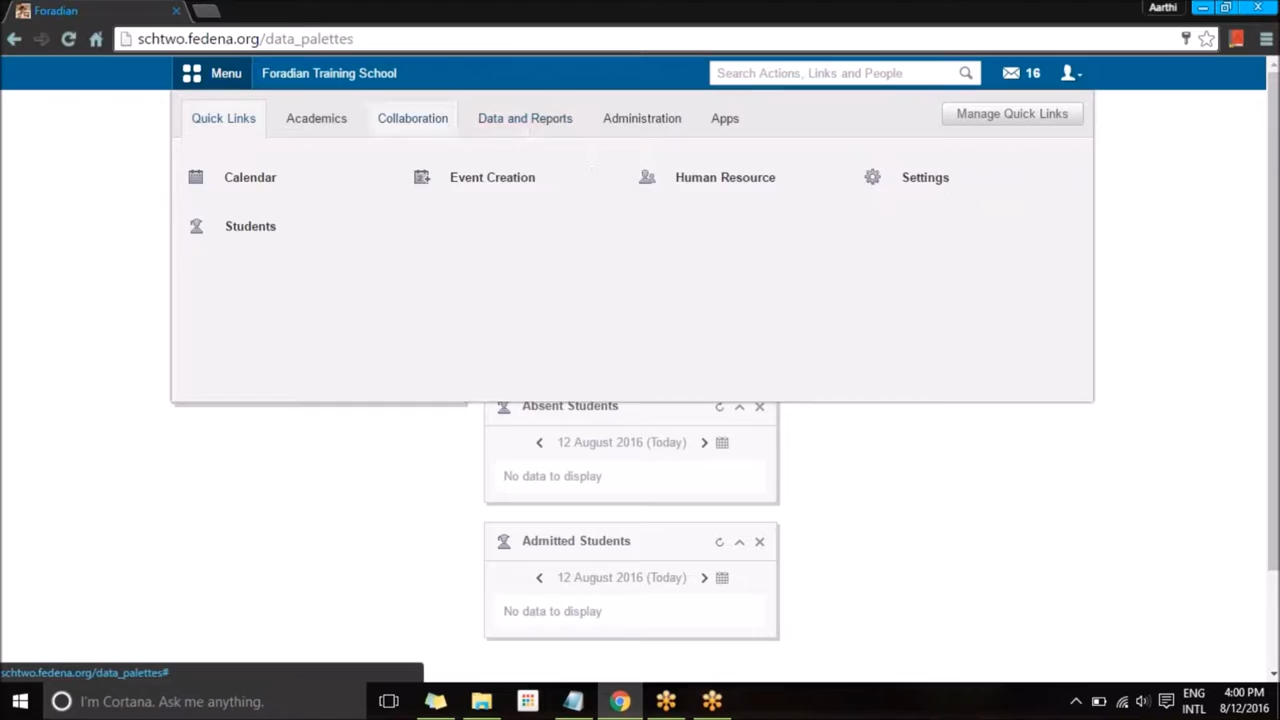 Foradian
Aarthi
schtwo.fedena.org/data_palettes
Menu
Foradian Training School
Search Actions, Links and People
16
Quick Links
Academics
Collaboration
Data and Reports
Administration
Apps
Manage Quick Links
Calendar
Event Creation
Human Resource
Settings
Students
Absent Students
12 August 2016 (Today)
No data to display
Admitted Students
12 August 2016 (Today)
No data to display
schtwo.fedena.org/data_palettes#
I'm Cortana. Ask me anything.
ENG
INTL
4:00 PM
8/12/2016